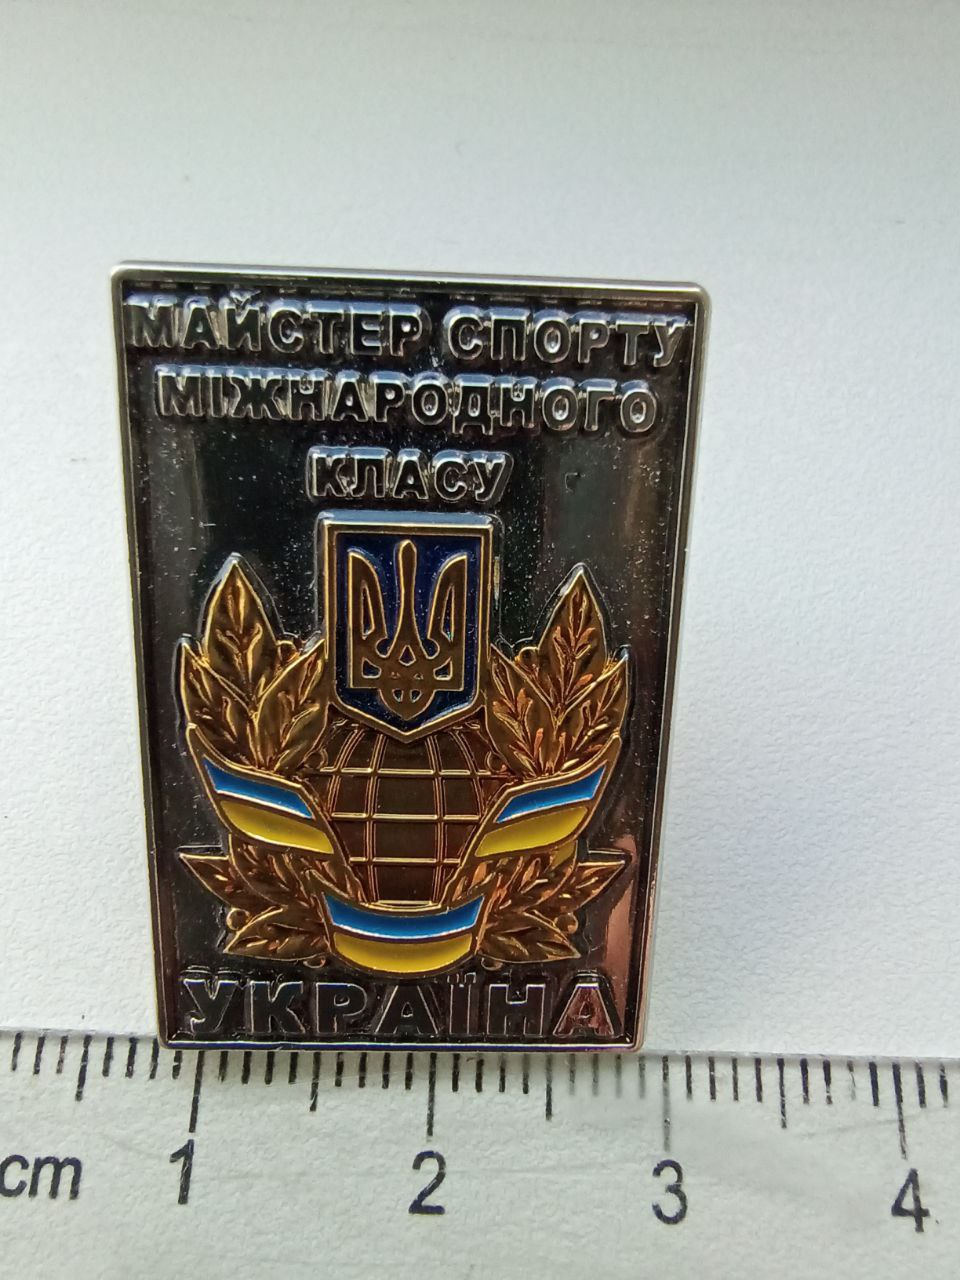 МАЙСТЕР СПОРТУ
МІЖНАРОДНОГО
КЛАСУ
УКРАЇНА
cm 1 2 3 4